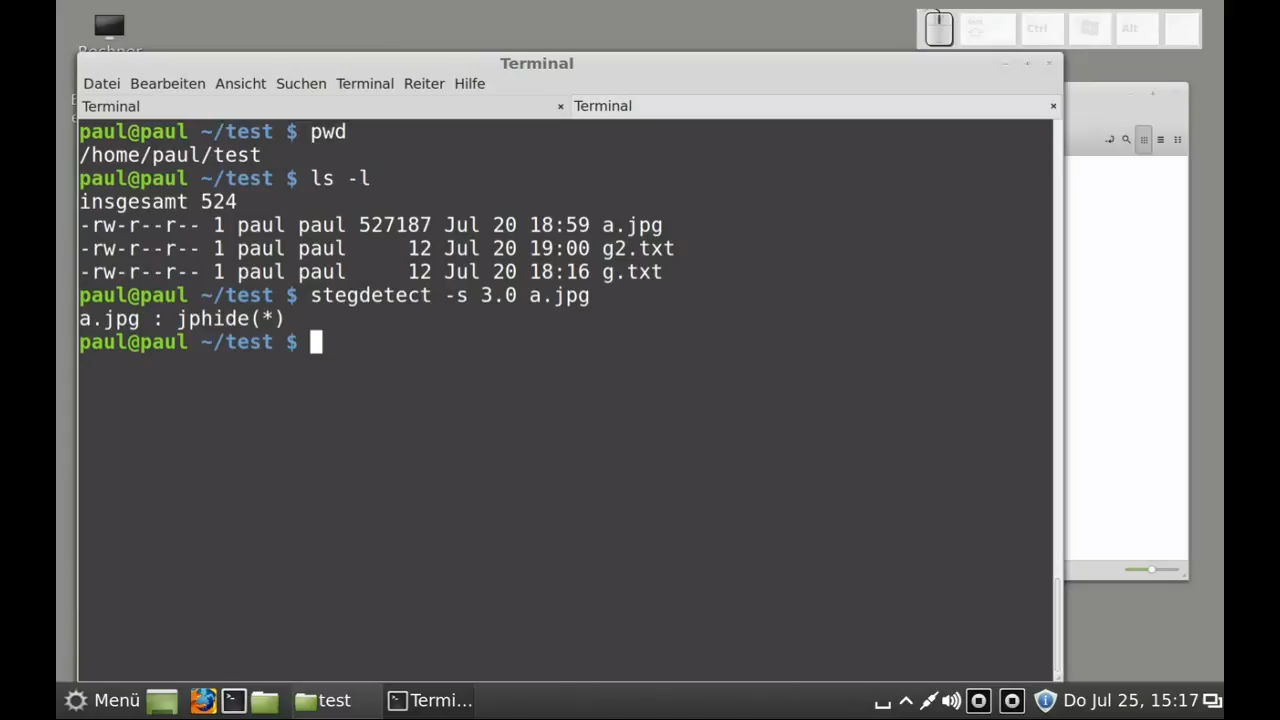 Rechner
Ctrl
Alt
Terminal
Datei Bearbeiten Ansicht Suchen Terminal Reiter Hilfe
Terminal × Terminal ×
paul@paul ~/test $ pwd
/home/paul/test
paul@paul ~/test $ ls -l
insgesamt 524
-rw-r--r-- 1 paul paul 527187 Jul 20 18:59 a.jpg
-rw-r--r-- 1 paul paul 12 Jul 20 19:00 g2.txt
-rw-r--r-- 1 paul paul 12 Jul 20 18:16 g.txt
paul@paul ~/test $ stegdetect -s 3.0 a.jpg
a.jpg : jphide(*)
paul@paul ~/test $
Menü test Termi... Do Jul 25, 15:17